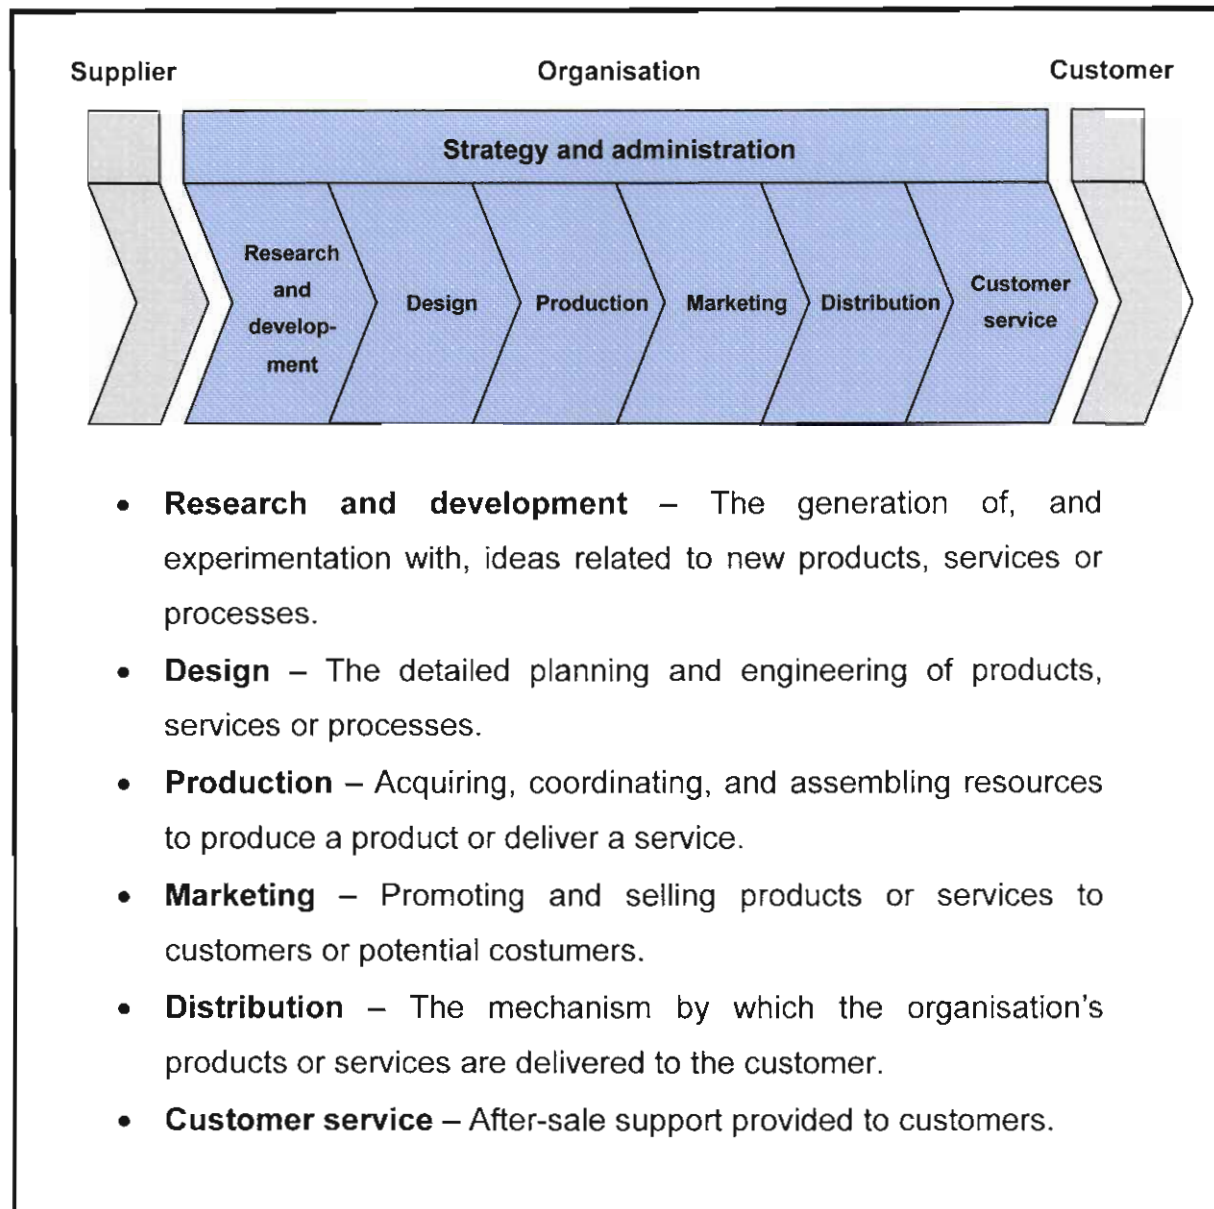 Supplier Organisation Customer
Strategy and administration
Research
and
develop-
ment
Design
Production
Marketing
Distribution
Customer
service
• Research and development – The generation of, and
experimentation with, ideas related to new products, services or
processes.
• Design – The detailed planning and engineering of products,
services or processes.
• Production – Acquiring, coordinating, and assembling resources
to produce a product or deliver a service.
• Marketing – Promoting and selling products or services to
customers or potential costumers.
• Distribution – The mechanism by which the organisation's
products or services are delivered to the customer.
• Customer service – After-sale support provided to customers.